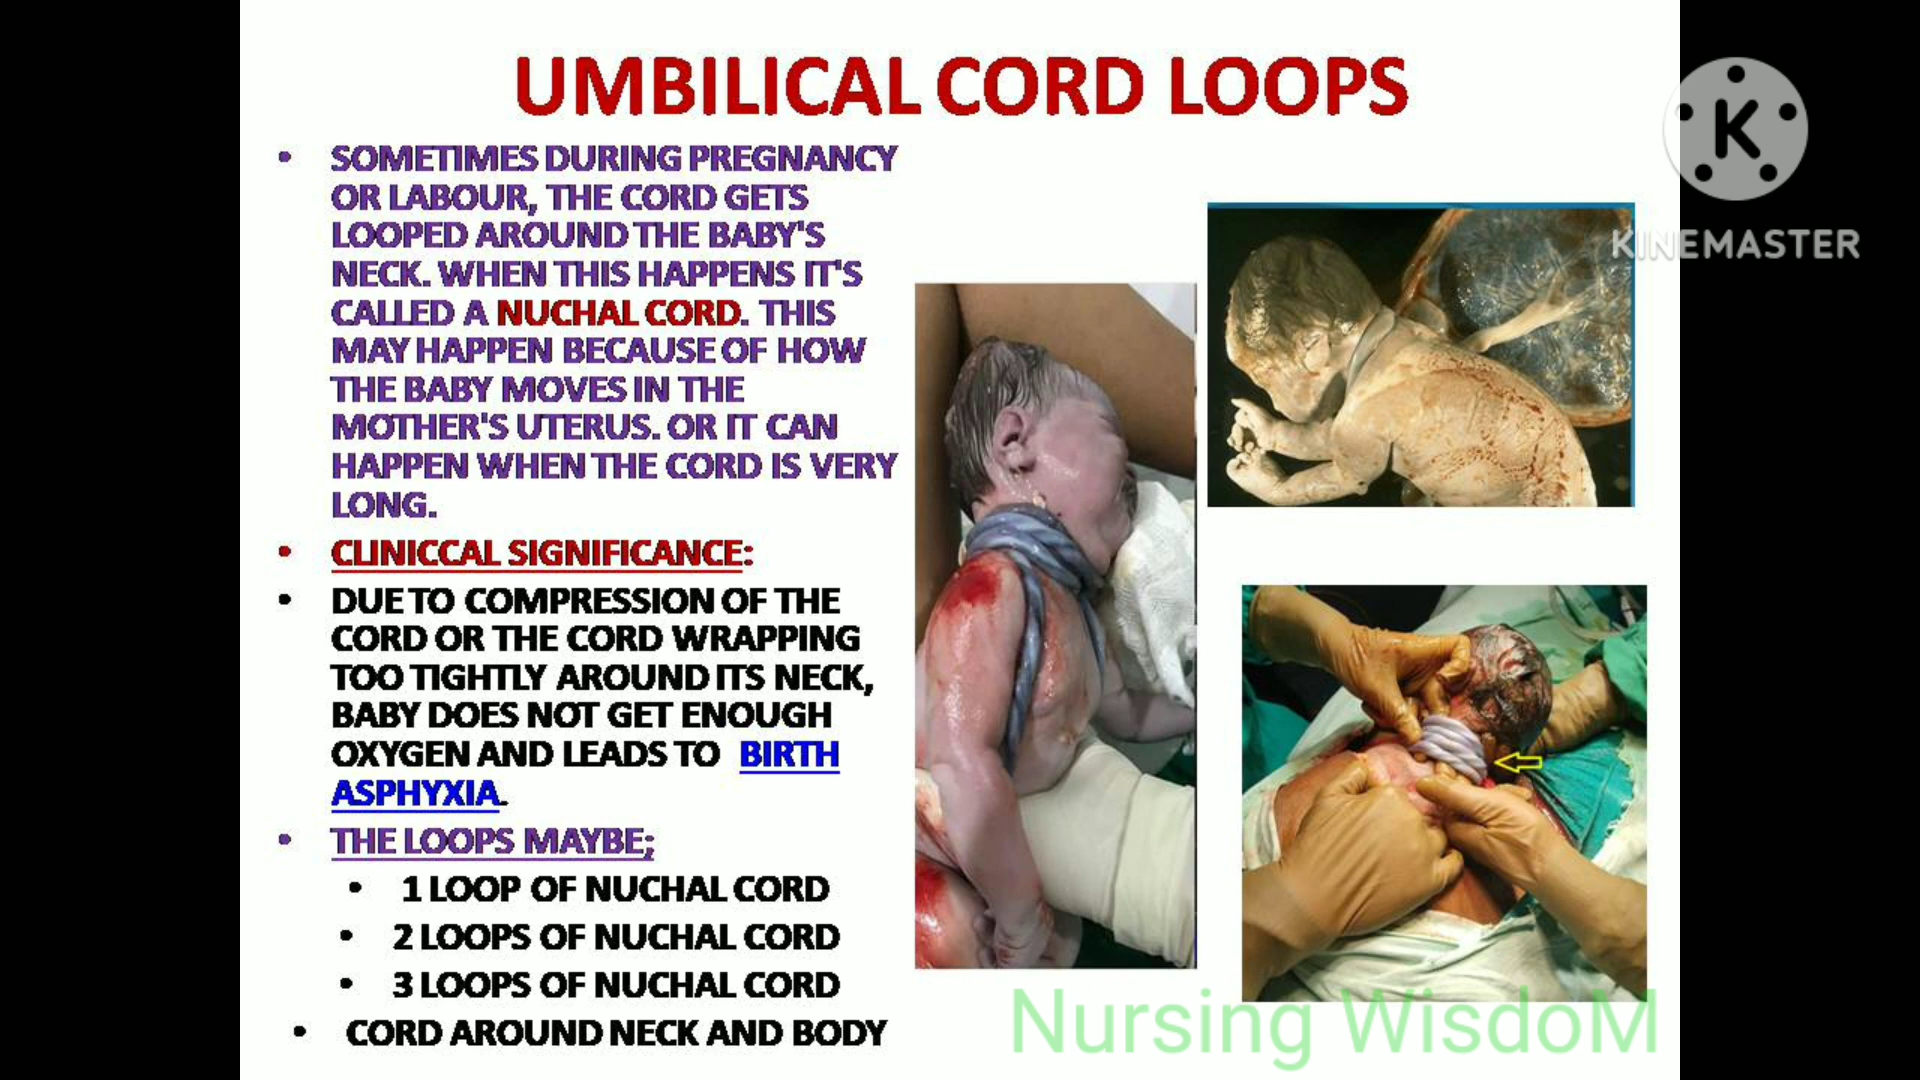 UMBILICAL CORD LOOPS
• SOMETIMES DURING PREGNANCY
OR LABOUR, THE CORD GETS
LOOPED AROUND THE BABY'S
NECK. WHEN THIS HAPPENS IT'S
CALLED A NUCHAL CORD. THIS
MAY HAPPEN BECAUSE OF HOW
THE BABY MOVES IN THE
MOTHER'S UTERUS. OR IT CAN
HAPPEN WHEN THE CORD IS VERY
LONG.
• CLINICCAL SIGNIFICANCE:
• DUE TO COMPRESSION OF THE
CORD OR THE CORD WRAPPING
TOO TIGHTLY AROUND ITS NECK,
BABY DOES NOT GET ENOUGH
OXYGEN AND LEADS TO BIRTH
ASPHYXIA.
• THE LOOPS MAYBE;
• 1 LOOP OF NUCHAL CORD
• 2 LOOPS OF NUCHAL CORD
• 3 LOOPS OF NUCHAL CORD
• CORD AROUND NECK AND BODY
K
KINEMASTER
Nursing WisdoM